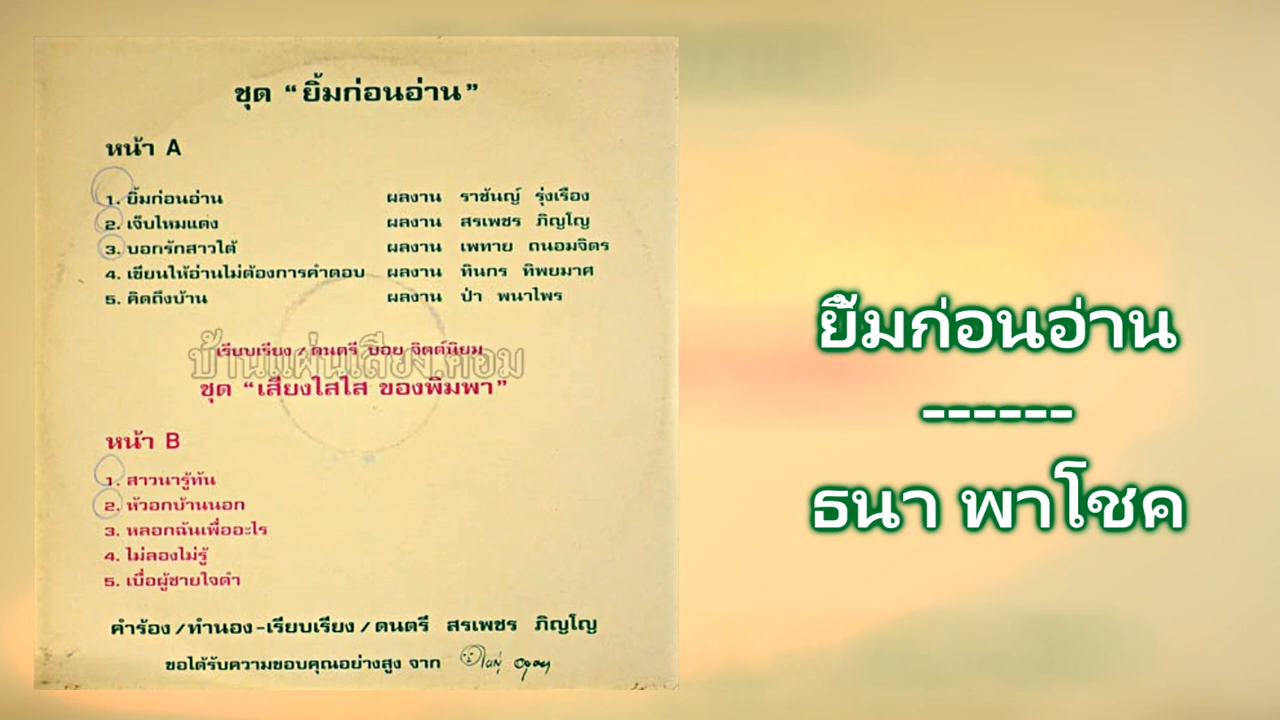 ชุด “ยิ้มก่อนอ่าน”
หน้า A
1. ยิ้มก่อนอ่าน ผลงาน ราชันญ์ รุ่งเรือง
2. เจ็บไหมแดง ผลงาน สรเพชร ภิญโญ
3. บอกรักสาวใต้ ผลงาน เพทาย ถนอมจิตร
4. เขียนให้อ่านไม่ต้องการคำตอบ ผลงาน ทินกร ทิพยมาศ
5. คิดถึงบ้าน ผลงาน ป๋า พนาไพร
เรียบเรียง / ดนตรี บอย จิตต์นิยม
บ้านแผ่นเสียง.คอม
ชุด “เสียงใสใส ของพิมพา”
หน้า B
1. สาวนารู้ทัน
2. หัวอกบ้านนอก
3. หลอกฉันเพื่ออะไร
4. ไม่ลองไม่รู้
5. เบื่อผู้ชายใจดำ
คำร้อง / ทำนอง - เรียบเรียง / ดนตรี สรเพชร ภิญโญ
ขอได้รับความขอบคุณอย่างสูง จาก
ยิ้มก่อนอ่าน
------
ธนา พาโชค